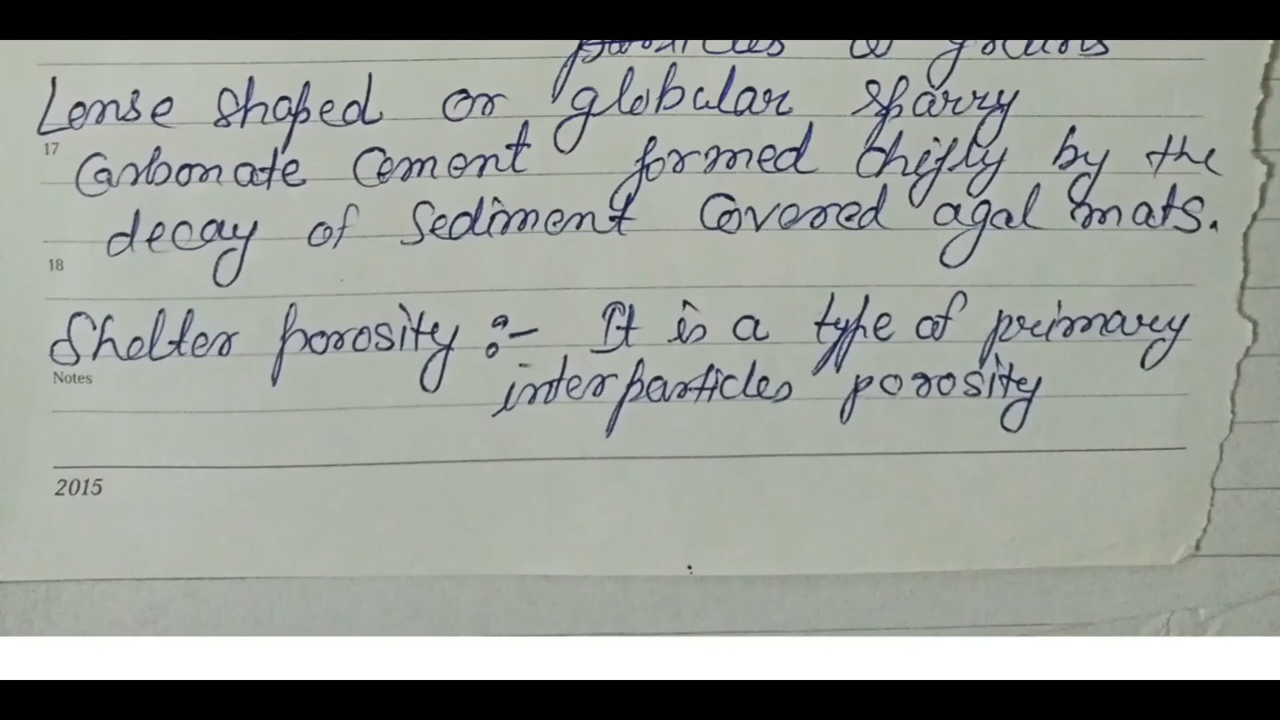 Lense shaped or globular sparry
17
Carbonate Cement formed chifly by the
decay of Sediment Covered agal mats.
18
Shelter porosity :- It is a type of primary
Notes
interparticles porosity
2015